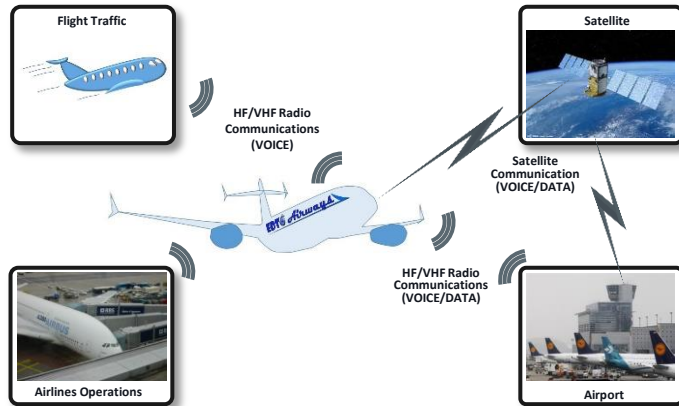 Flight Traffic
Satellite
HF/VHF Radio
Communications
(VOICE)
Satellite
Communication
(VOICE/DATA)
Airways
HF/VHF Radio
Communications
(VOICE/DATA)
Airlines Operations
Airport